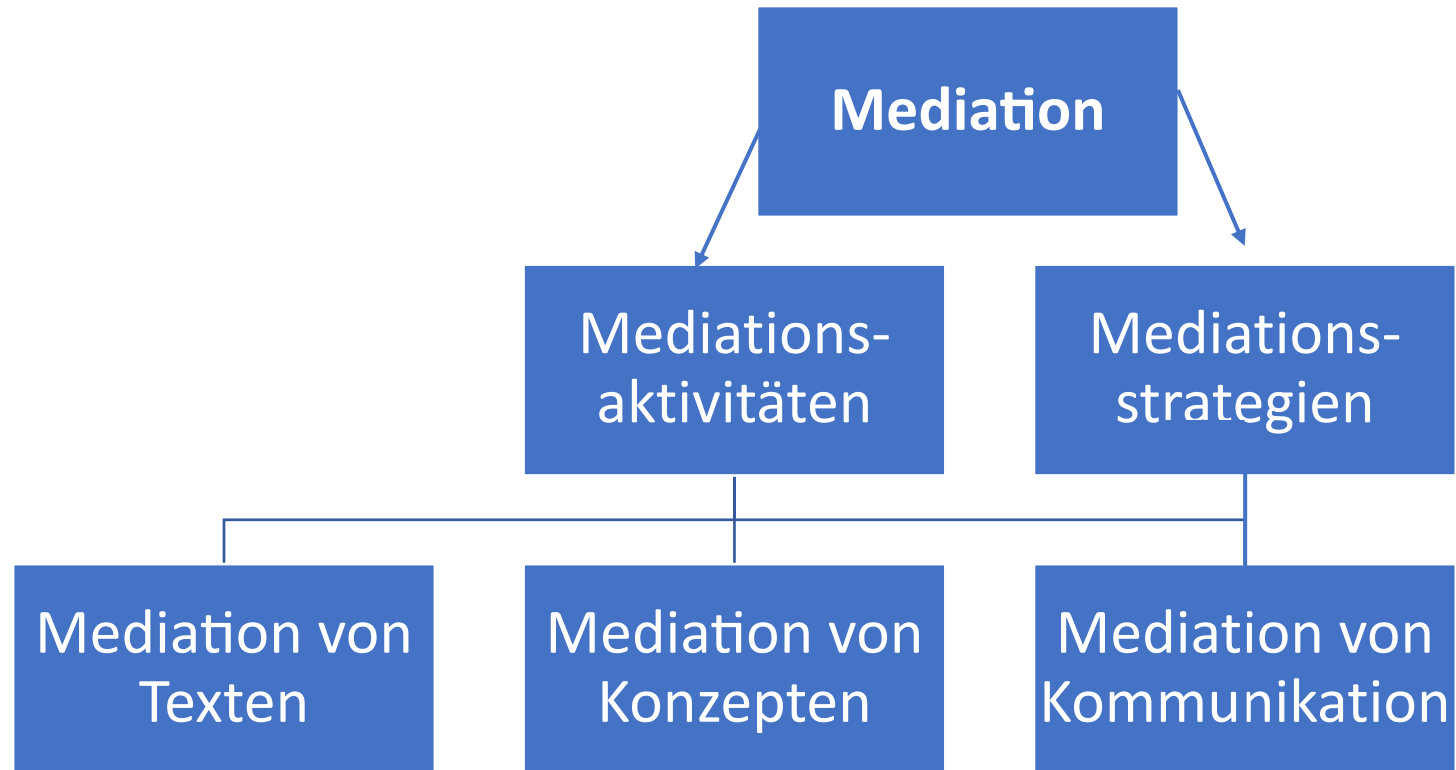 Mediation
Mediations-
aktivitäten
Mediations-
strategien
Mediation von
Texten
Mediation von
Konzepten
Mediation von
Kommunikation